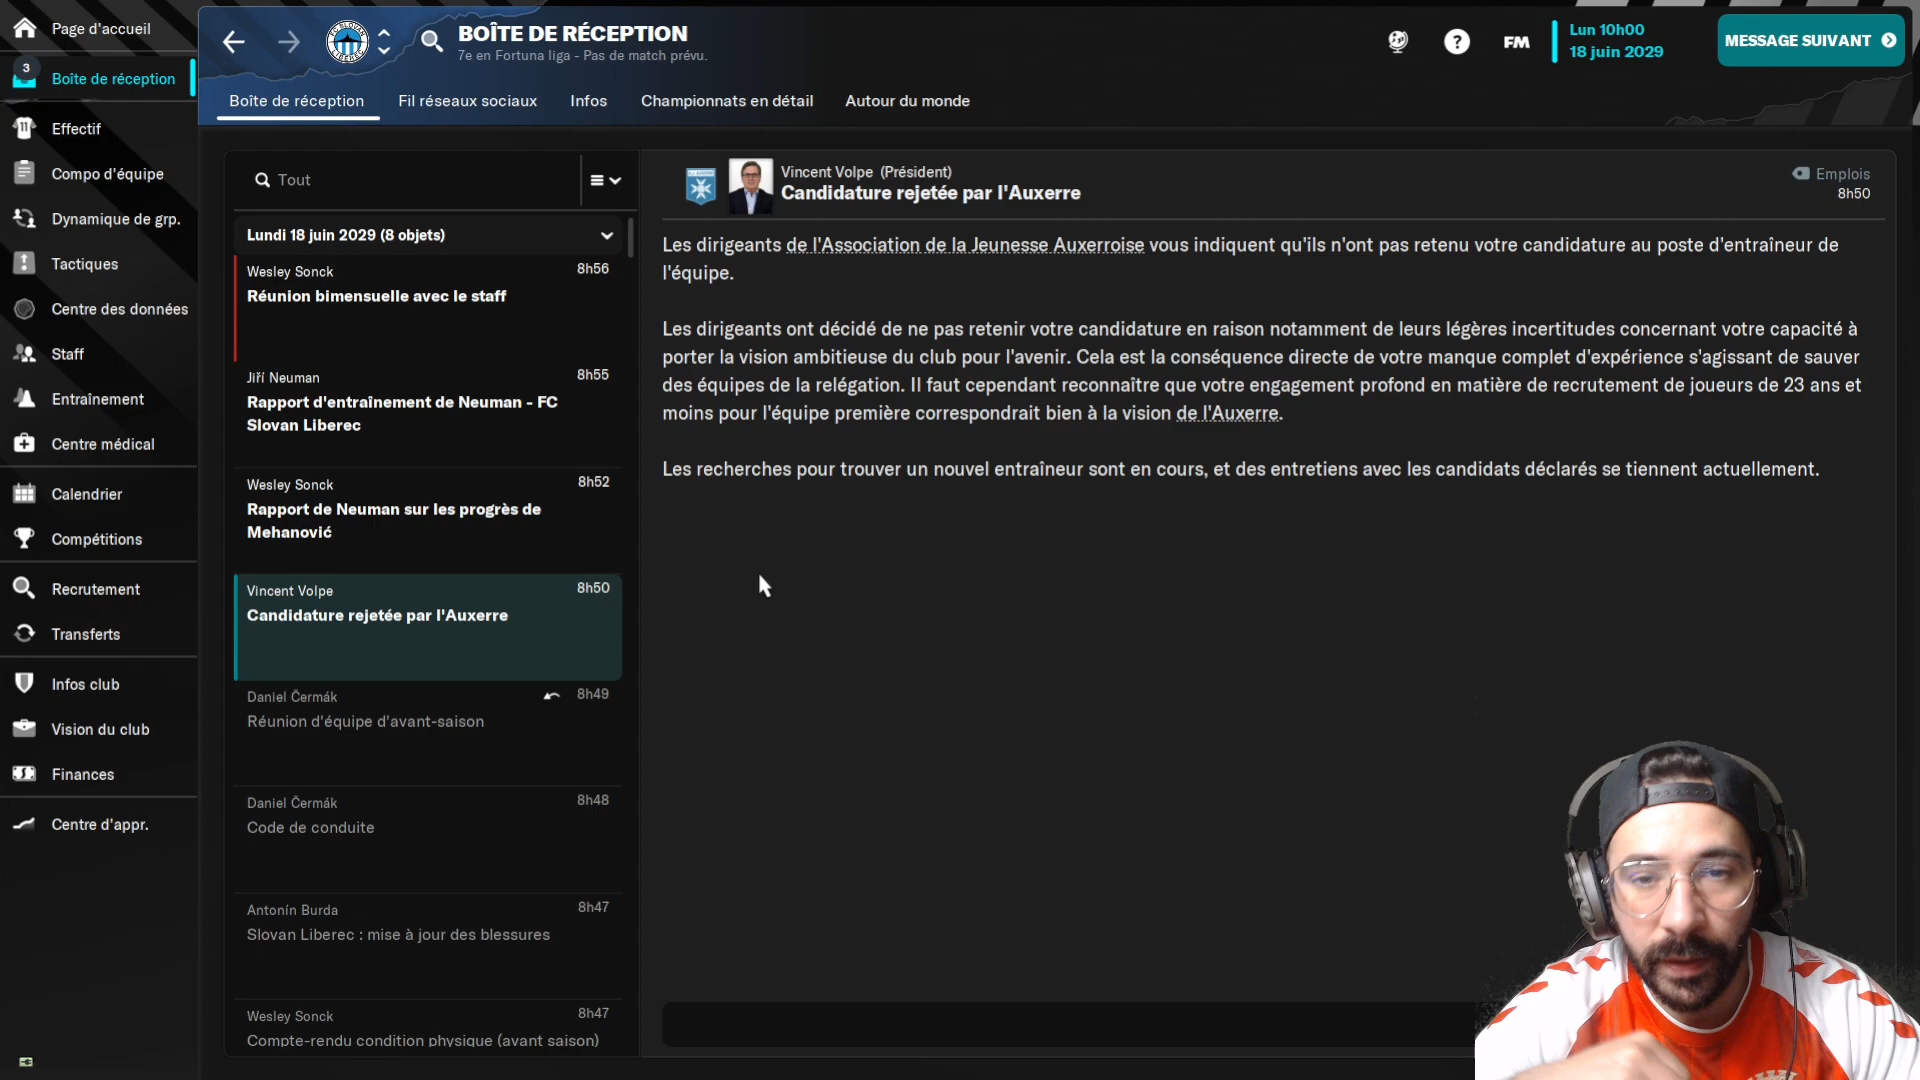 Page d'accueil
3
Boîte de réception
11
Effectif
Compo d'équipe
Dynamique de grp.
Tactiques
Centre des données
Staff
Entraînement
Centre médical
Calendrier
Compétitions
Recrutement
Transferts
Infos club
Vision du club
Finances
Centre d'appr.
BOÎTE DE RÉCEPTION
7e en Fortuna liga - Pas de match prévu.
?
FM
Lun 10h00
18 juin 2029
MESSAGE SUIVANT
Boîte de réception
Fil réseaux sociaux
Infos
Championnats en détail
Autour du monde
Tout
Lundi 18 juin 2029 (8 objets)
Wesley Sonck 8h56
Réunion bimensuelle avec le staff
Jiří Neuman 8h55
Rapport d'entraînement de Neuman - FC
Slovan Liberec
Wesley Sonck 8h52
Rapport de Neuman sur les progrès de
Mehanović
Vincent Volpe 8h50
Candidature rejetée par l'Auxerre
Daniel Čermák 8h49
Réunion d'équipe d'avant-saison
Daniel Čermák 8h48
Code de conduite
Antonín Burda 8h47
Slovan Liberec : mise à jour des blessures
Wesley Sonck 8h47
Compte-rendu condition physique (avant saison)
Vincent Volpe (Président)
Candidature rejetée par l'Auxerre
Emplois
8h50
Les dirigeants de l'Association de la Jeunesse Auxerroise vous indiquent qu'ils n'ont pas retenu votre candidature au poste d'entraîneur de
l'équipe.
Les dirigeants ont décidé de ne pas retenir votre candidature en raison notamment de leurs légères incertitudes concernant votre capacité à
porter la vision ambitieuse du club pour l'avenir. Cela est la conséquence directe de votre manque complet d'expérience s'agissant de sauver
des équipes de la relégation. Il faut cependant reconnaître que votre engagement profond en matière de recrutement de joueurs de 23 ans et
moins pour l'équipe première correspondrait bien à la vision de l'Auxerre.
Les recherches pour trouver un nouvel entraîneur sont en cours, et des entretiens avec les candidats déclarés se tiennent actuellement.